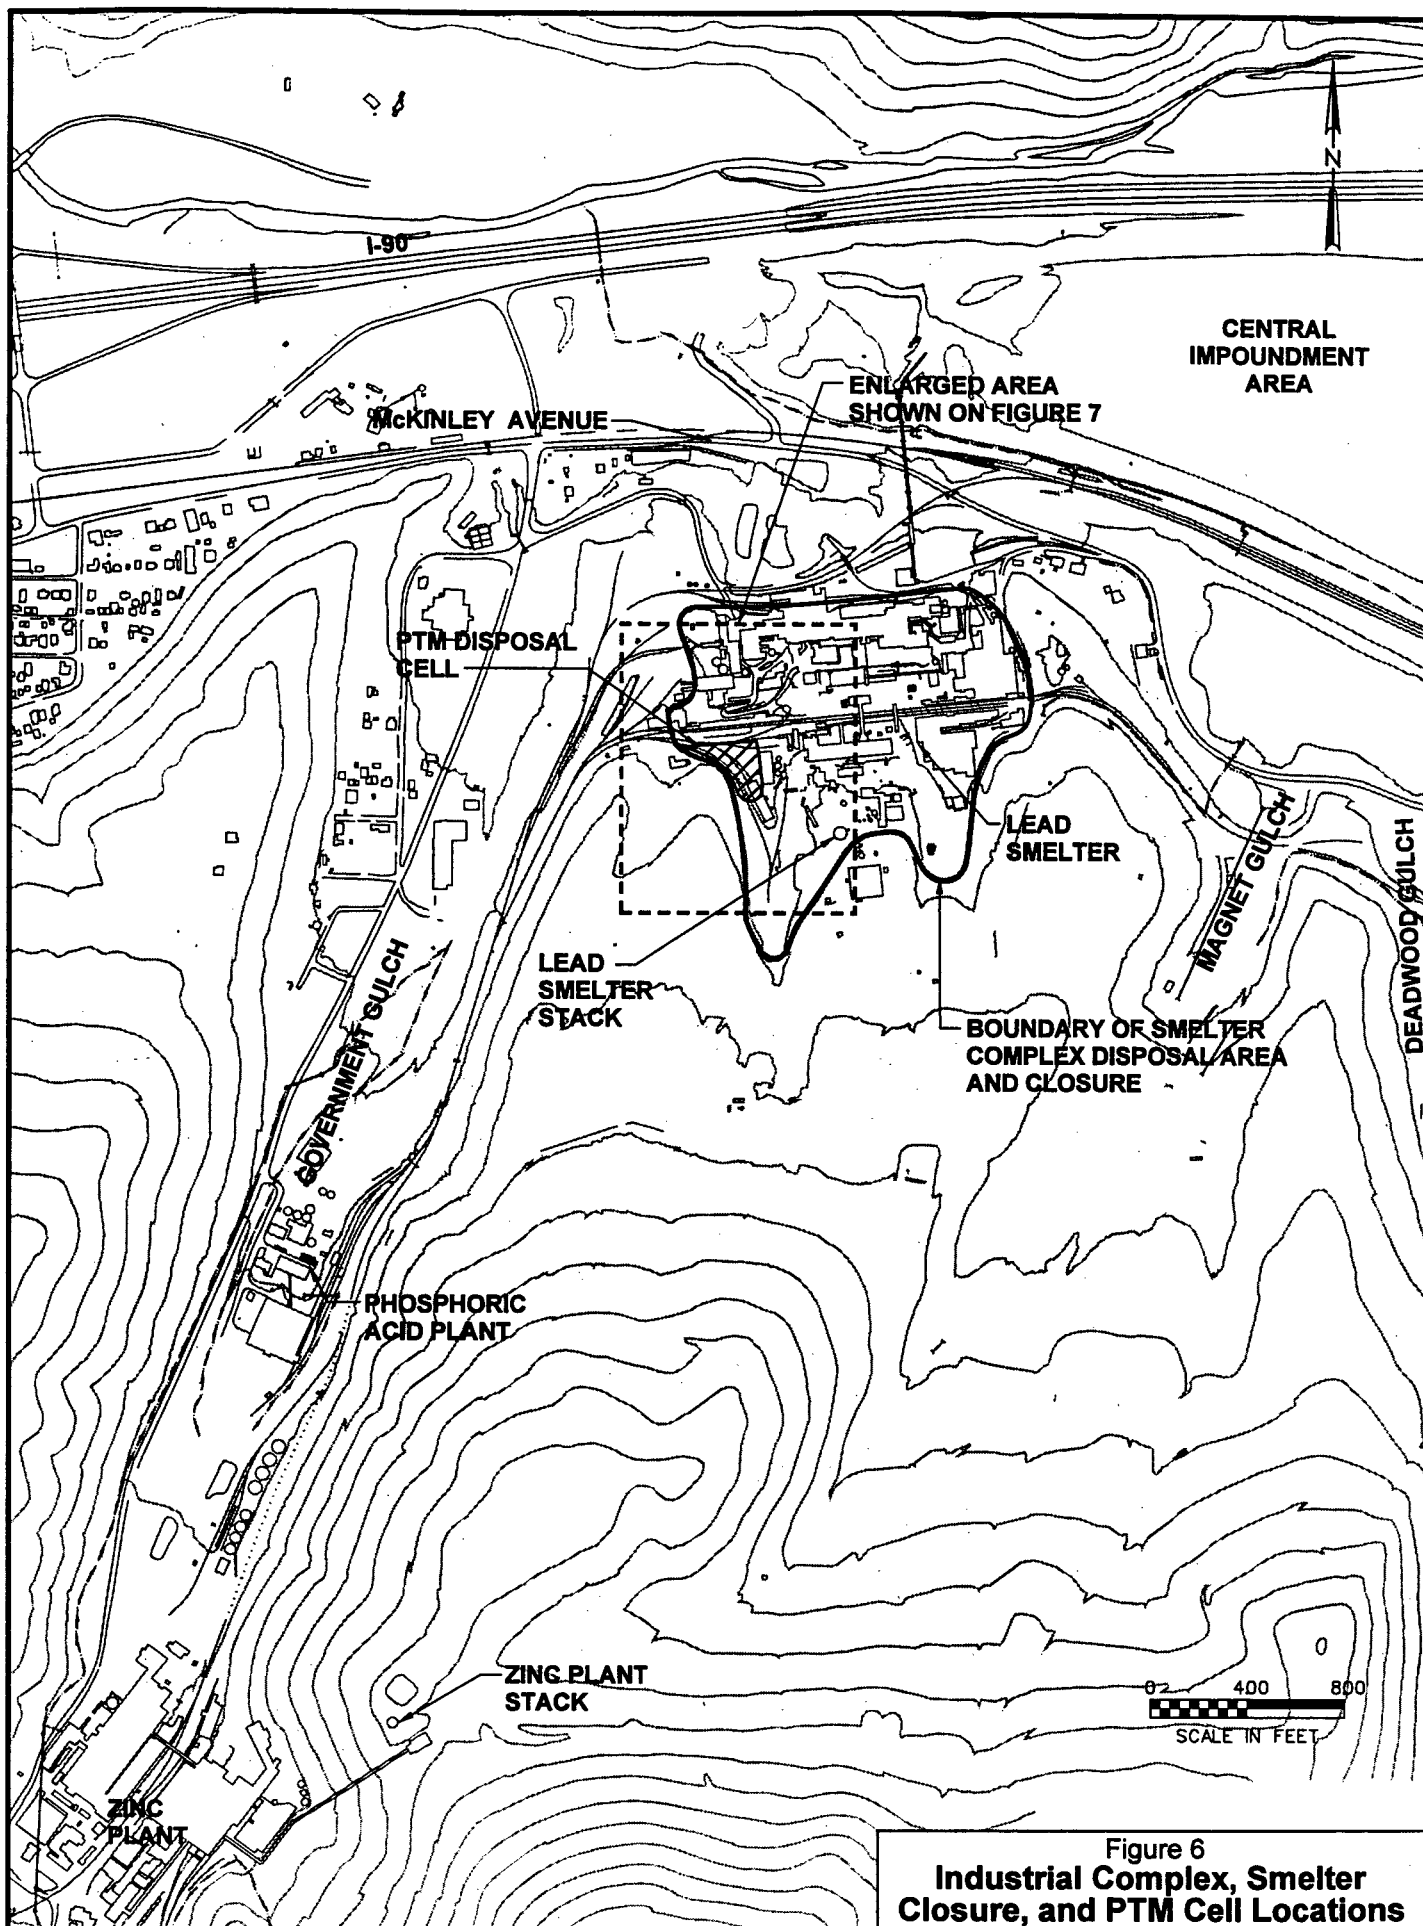 N
I-90
CENTRAL
IMPOUNDMENT
AREA
ENLARGED AREA
SHOWN ON FIGURE 7
McKINLEY AVENUE
PTM DISPOSAL
CELL
LEAD
SMELTER
MAGNET GULCH
DEADWOOD GULCH
LEAD
SMELTER
STACK
GOVERNMENT GULCH
BOUNDARY OF SMELTER
COMPLEX DISPOSAL AREA
AND CLOSURE
PHOSPHORIC
ACID PLANT
ZINC PLANT
STACK
0 400 800
SCALE IN FEET
ZINC
PLANT
Figure 6
Industrial Complex, Smelter
Closure, and PTM Cell Locations